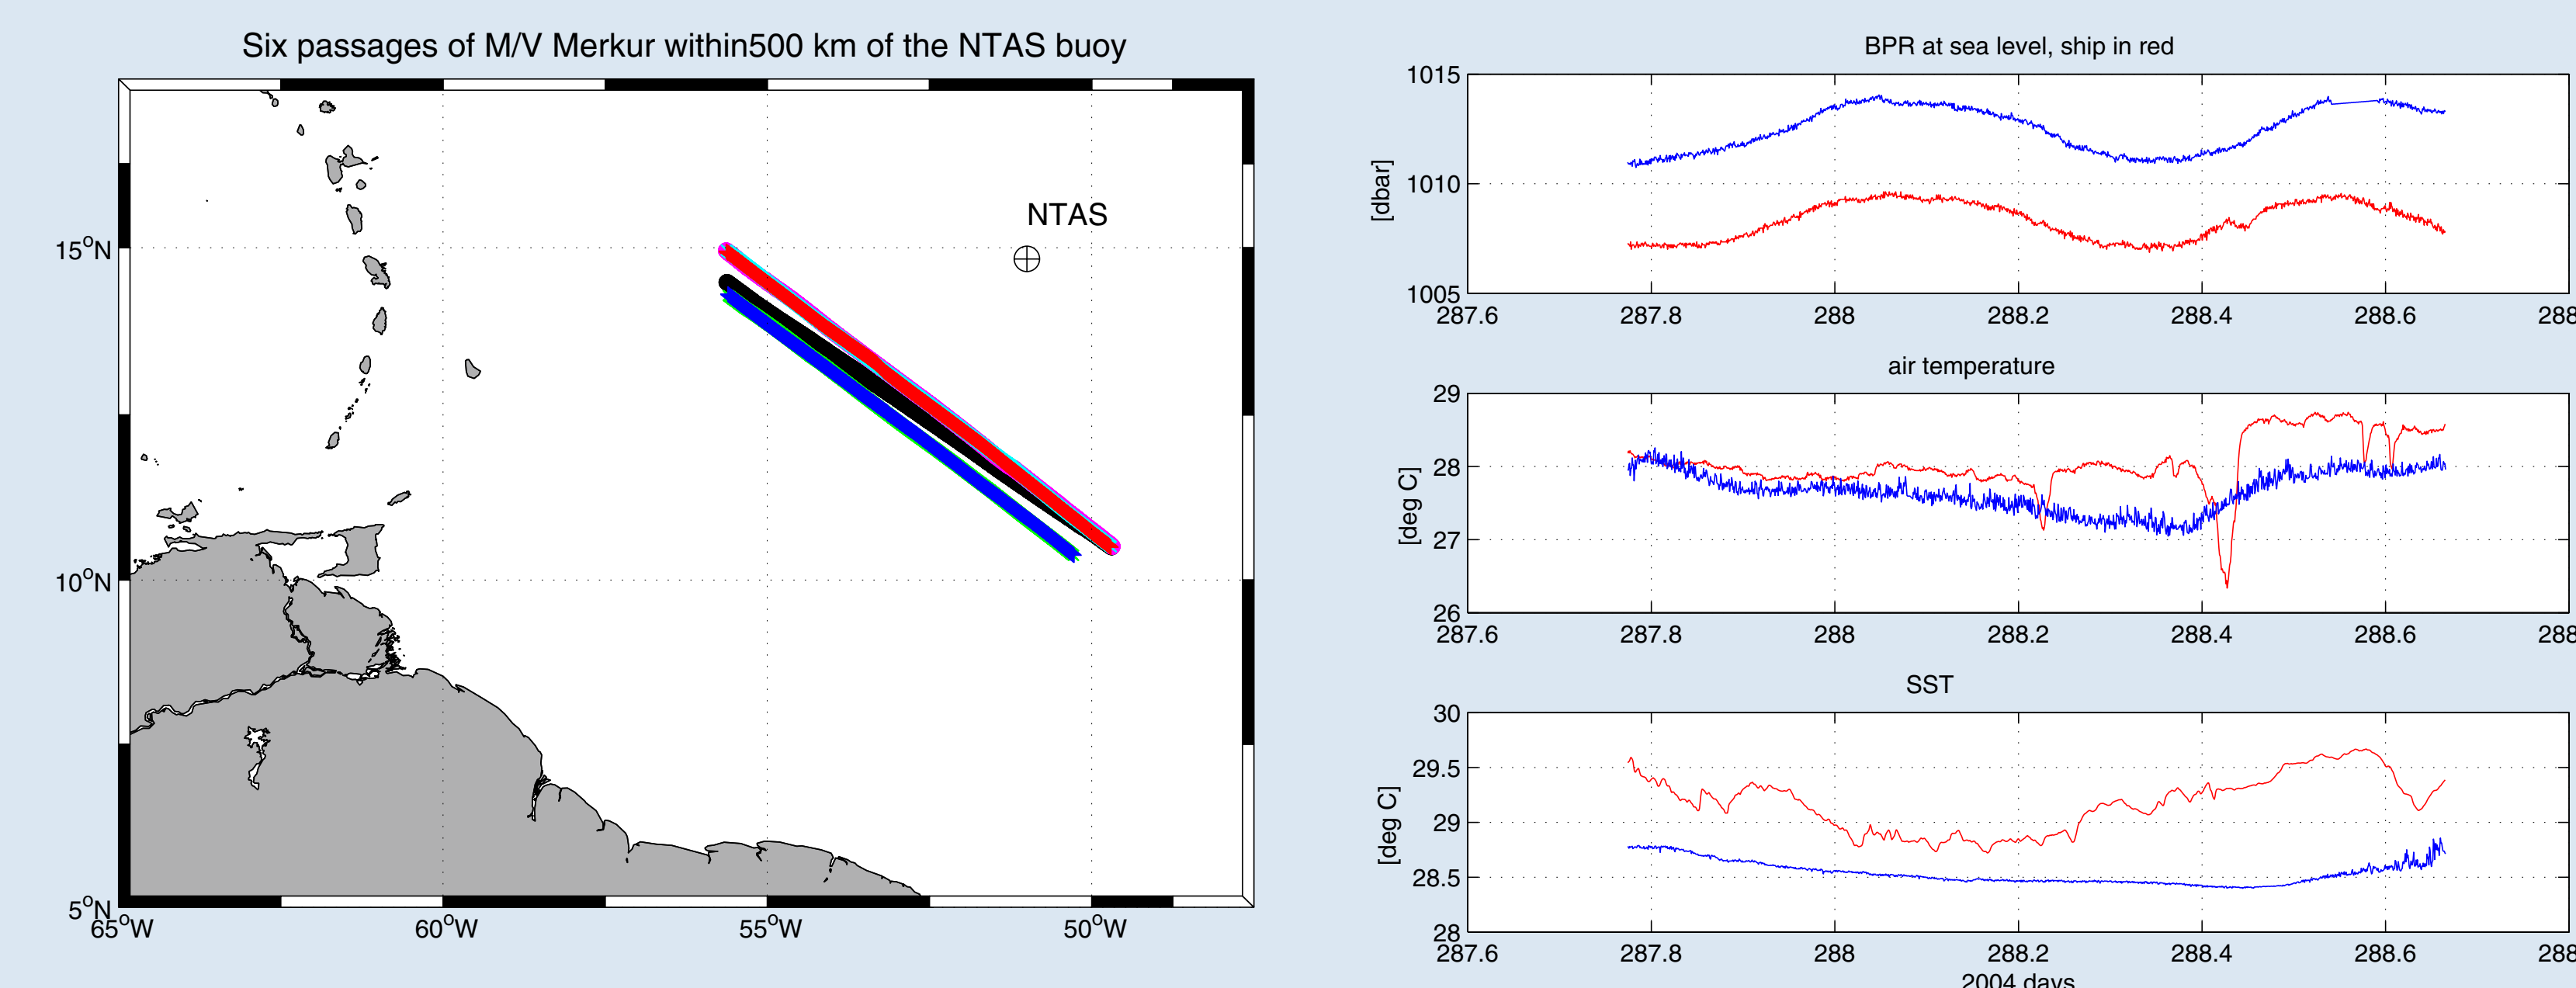 Six passages of M/V Merkur within500 km of the NTAS buoy
NTAS
15°N
10°N
5°N
65°W 60°W 55°W 50°W
BPR at sea level, ship in red
1015
1010
1005
[dbar]
287.6 287.8 288 288.2 288.4 288.6 288
air temperature
29
28
27
26
[deg C]
287.6 287.8 288 288.2 288.4 288.6 288
SST
30
29.5
29
28.5
28
[deg C]
287.6 287.8 288 288.2 288.4 288.6 288
2004 days